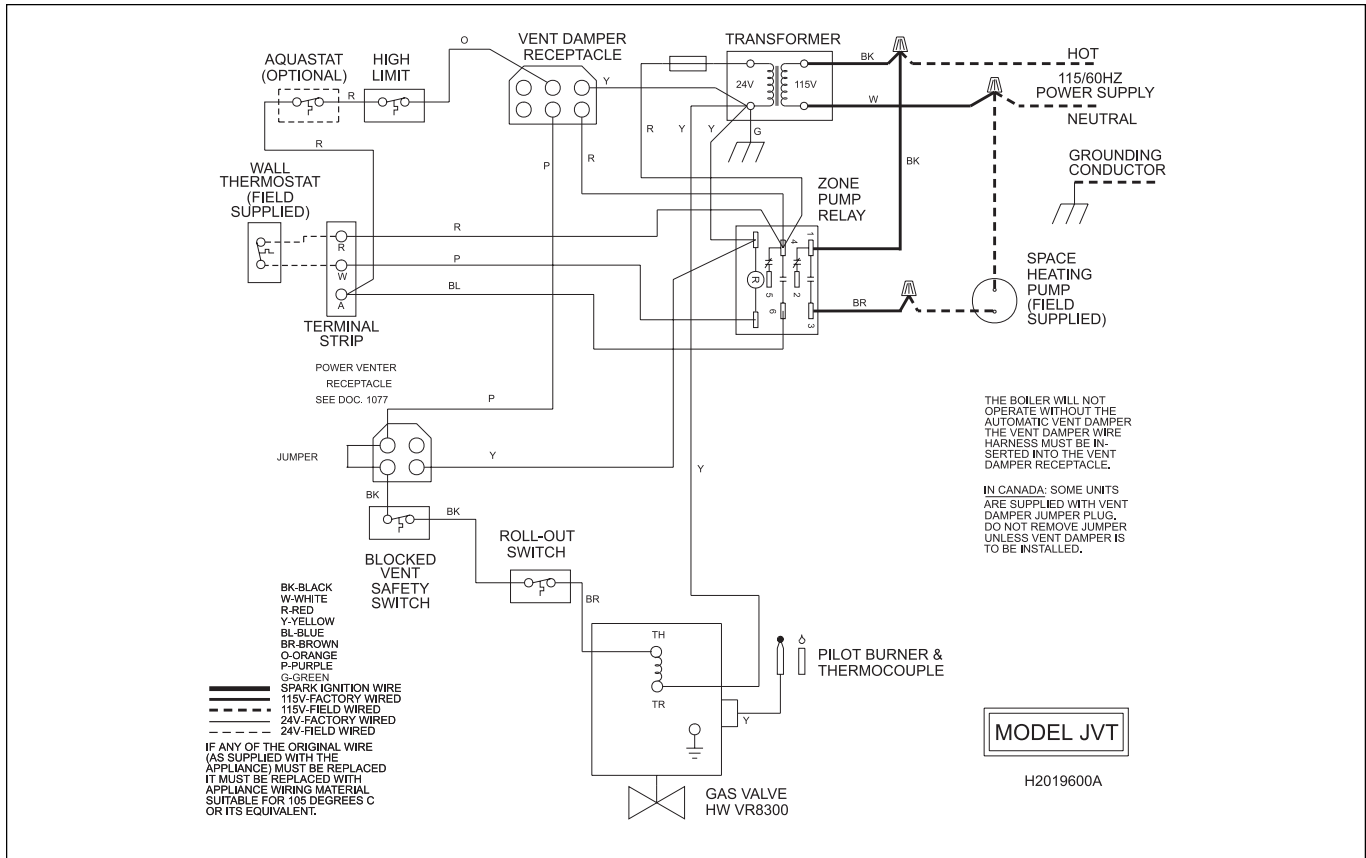 O
VENT DAMPER
RECEPTACLE
TRANSFORMER
AQUASTAT
(OPTIONAL)
HIGH
LIMIT
R
Y
24V
115V
BK
HOT
115/60HZ
POWER SUPPLY
W
NEUTRAL
R
P
R
R
Y
Y
G
BK
GROUNDING
CONDUCTOR
WALL
THERMOSTAT
(FIELD
SUPPLIED)
ZONE
PUMP
RELAY
R
R
P
W
BL
A
TERMINAL
STRIP
1
4
R
5
2
6
3
BR
SPACE
HEATING
PUMP
(FIELD
SUPPLIED)
POWER VENTER
RECEPTACLE
SEE DOC. 1077
P
JUMPER
Y
Y
BK
BK
BLOCKED
VENT
SAFETY
SWITCH
ROLL-OUT
SWITCH
BR
THE BOILER WILL NOT
OPERATE WITHOUT THE
AUTOMATIC VENT DAMPER
THE VENT DAMPER WIRE
HARNESS MUST BE IN-
SERTED INTO THE VENT
DAMPER RECEPTACLE.
IN CANADA: SOME UNITS
ARE SUPPLIED WITH VENT
DAMPER JUMPER PLUG.
DO NOT REMOVE JUMPER
UNLESS VENT DAMPER IS
TO BE INSTALLED.
BK-BLACK
W-WHITE
R-RED
Y-YELLOW
BL-BLUE
BR-BROWN
O-ORANGE
P-PURPLE
G-GREEN
SPARK IGNITION WIRE
115V-FACTORY WIRED
115V-FIELD WIRED
24V-FACTORY WIRED
24V-FIELD WIRED
IF ANY OF THE ORIGINAL WIRE
(AS SUPPLIED WITH THE
APPLIANCE) MUST BE REPLACED
IT MUST BE REPLACED WITH
APPLIANCE WIRING MATERIAL
SUITABLE FOR 105 DEGREES C
OR ITS EQUIVALENT.
TH
TR
Y
PILOT BURNER &
THERMOCOUPLE
GAS VALVE
HW VR8300
MODEL JVT
H2019600A